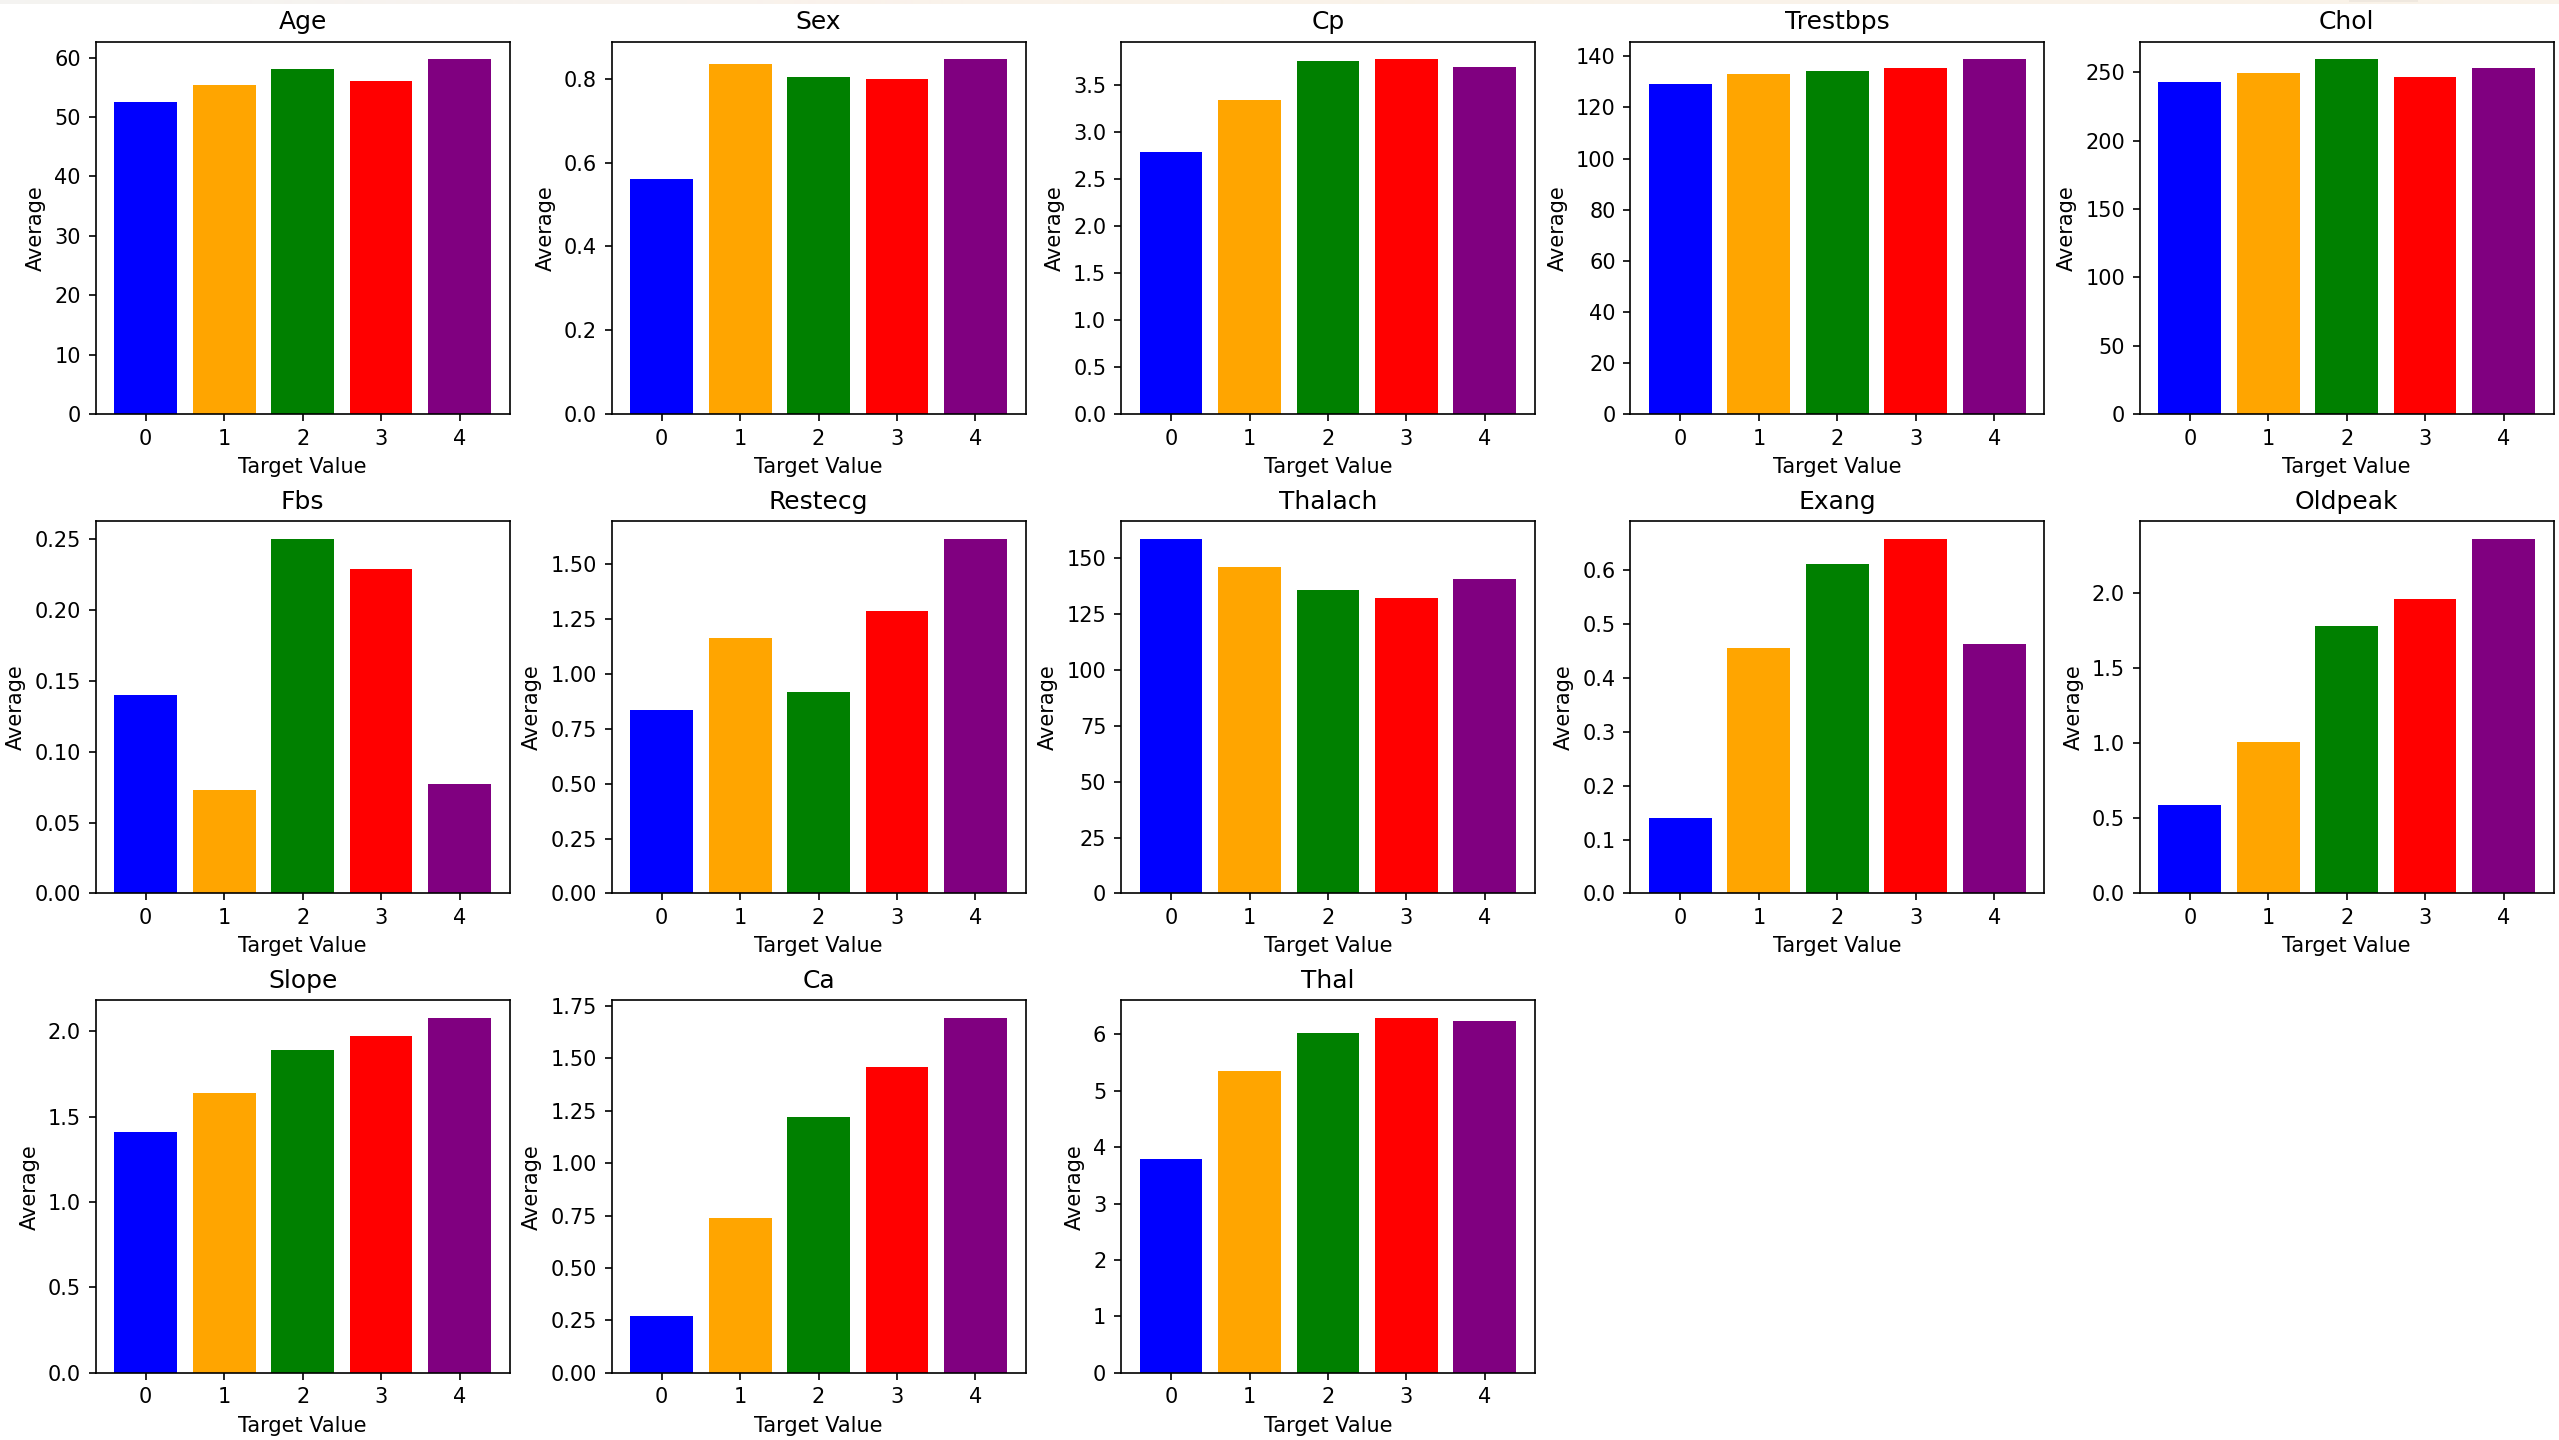 Age
Average
60
50
40
30
20
10
0
0 1 2 3 4
Target Value
Sex
Average
0.8
0.6
0.4
0.2
0.0
0 1 2 3 4
Target Value
Cp
Average
3.5
3.0
2.5
2.0
1.5
1.0
0.5
0.0
0 1 2 3 4
Target Value
Trestbps
Average
140
120
100
80
60
40
20
0
0 1 2 3 4
Target Value
Chol
Average
250
200
150
100
50
0
0 1 2 3 4
Target Value
Fbs
Average
0.25
0.20
0.15
0.10
0.05
0.00
0 1 2 3 4
Target Value
Restecg
Average
1.50
1.25
1.00
0.75
0.50
0.25
0.00
0 1 2 3 4
Target Value
Thalach
Average
150
125
100
75
50
25
0
0 1 2 3 4
Target Value
Exang
Average
0.6
0.5
0.4
0.3
0.2
0.1
0.0
0 1 2 3 4
Target Value
Oldpeak
Average
2.0
1.5
1.0
0.5
0.0
0 1 2 3 4
Target Value
Slope
Average
2.0
1.5
1.0
0.5
0.0
0 1 2 3 4
Target Value
Ca
Average
1.75
1.50
1.25
1.00
0.75
0.50
0.25
0.00
0 1 2 3 4
Target Value
Thal
Average
6
5
4
3
2
1
0
0 1 2 3 4
Target Value